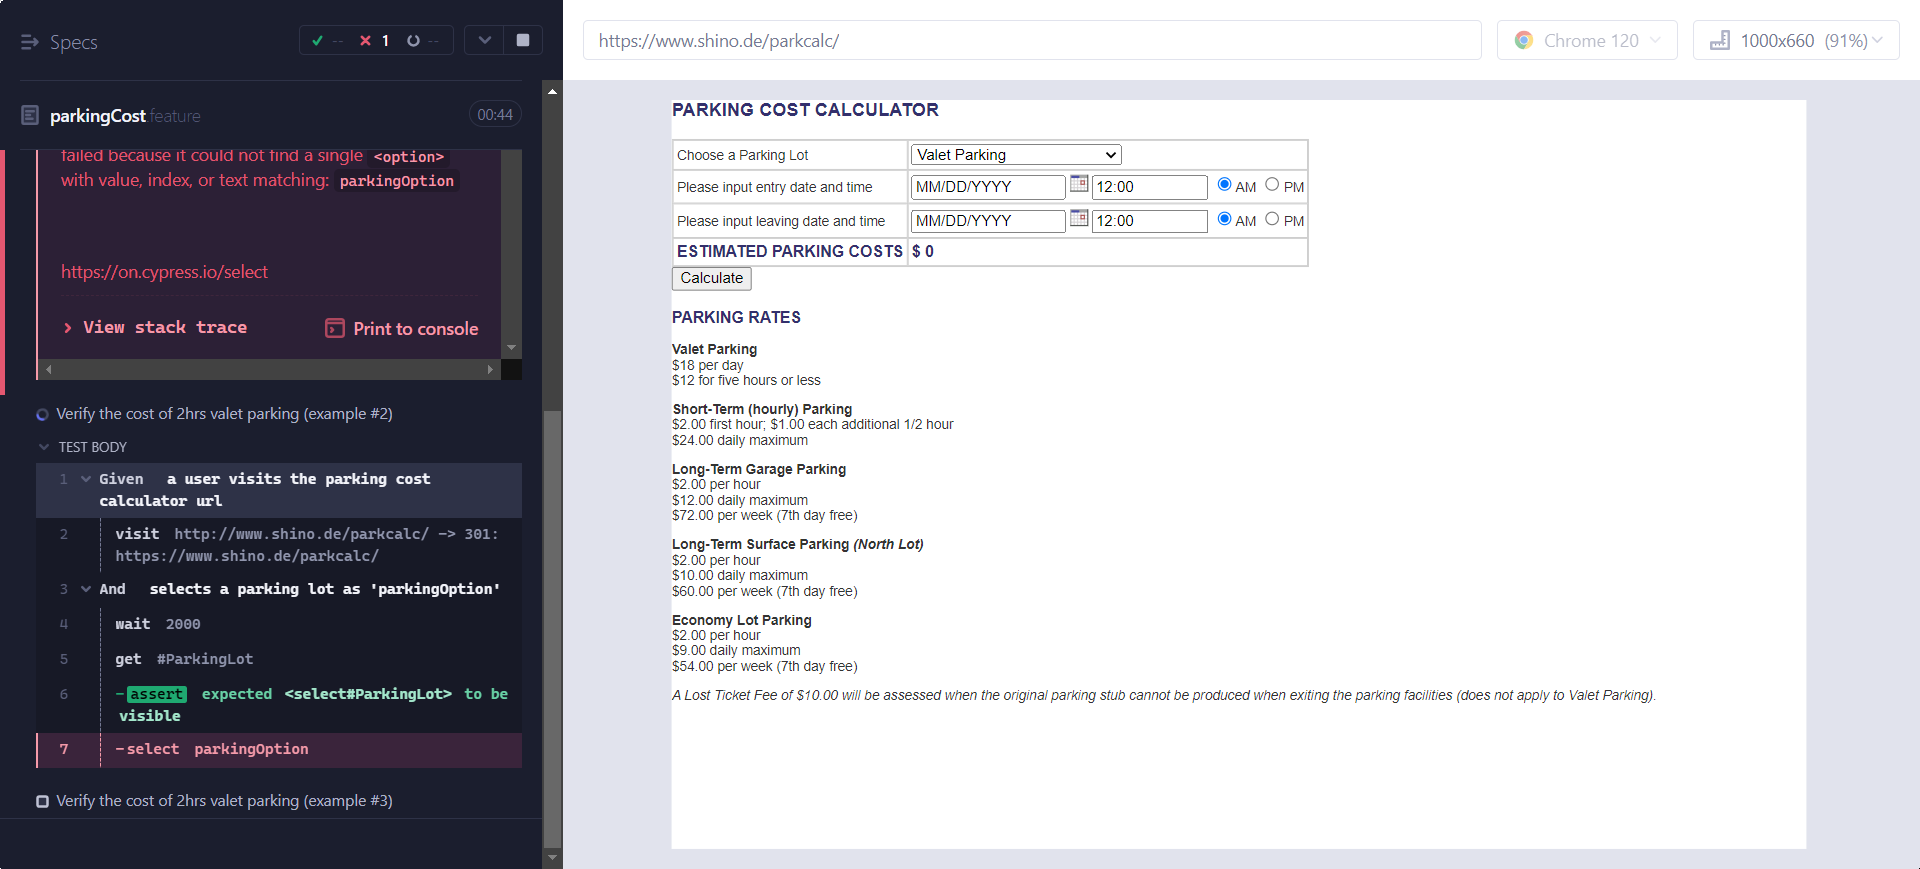 Specs
-- 1 --
parkingCost.feature
00:44
failed because it could not find a single <option>
with value, index, or text matching: parkingOption
https://on.cypress.io/select
View stack trace
Print to console
Verify the cost of 2hrs valet parking (example #2)
TEST BODY
1 Given a user visits the parking cost
calculator url
2 visit http://www.shino.de/parkcalc/ -> 301:
https://www.shino.de/parkcalc/
3 And selects a parking lot as 'parkingOption'
4 wait 2000
5 get #ParkingLot
6 -assert expected <select#ParkingLot> to be
visible
7 -select parkingOption
Verify the cost of 2hrs valet parking (example #3)
https://www.shino.de/parkcalc/
Chrome 120
1000x660 (91%)
PARKING COST CALCULATOR
Choose a Parking Lot Valet Parking
Please input entry date and time MM/DD/YYYY 12:00 AM PM
Please input leaving date and time MM/DD/YYYY 12:00 AM PM
ESTIMATED PARKING COSTS $ 0
Calculate
PARKING RATES
Valet Parking
$18 per day
$12 for five hours or less
Short-Term (hourly) Parking
$2.00 first hour; $1.00 each additional 1/2 hour
$24.00 daily maximum
Long-Term Garage Parking
$2.00 per hour
$12.00 daily maximum
$72.00 per week (7th day free)
Long-Term Surface Parking (North Lot)
$2.00 per hour
$10.00 daily maximum
$60.00 per week (7th day free)
Economy Lot Parking
$2.00 per hour
$9.00 daily maximum
$54.00 per week (7th day free)
A Lost Ticket Fee of $10.00 will be assessed when the original parking stub cannot be produced when exiting the parking facilities (does not apply to Valet Parking).